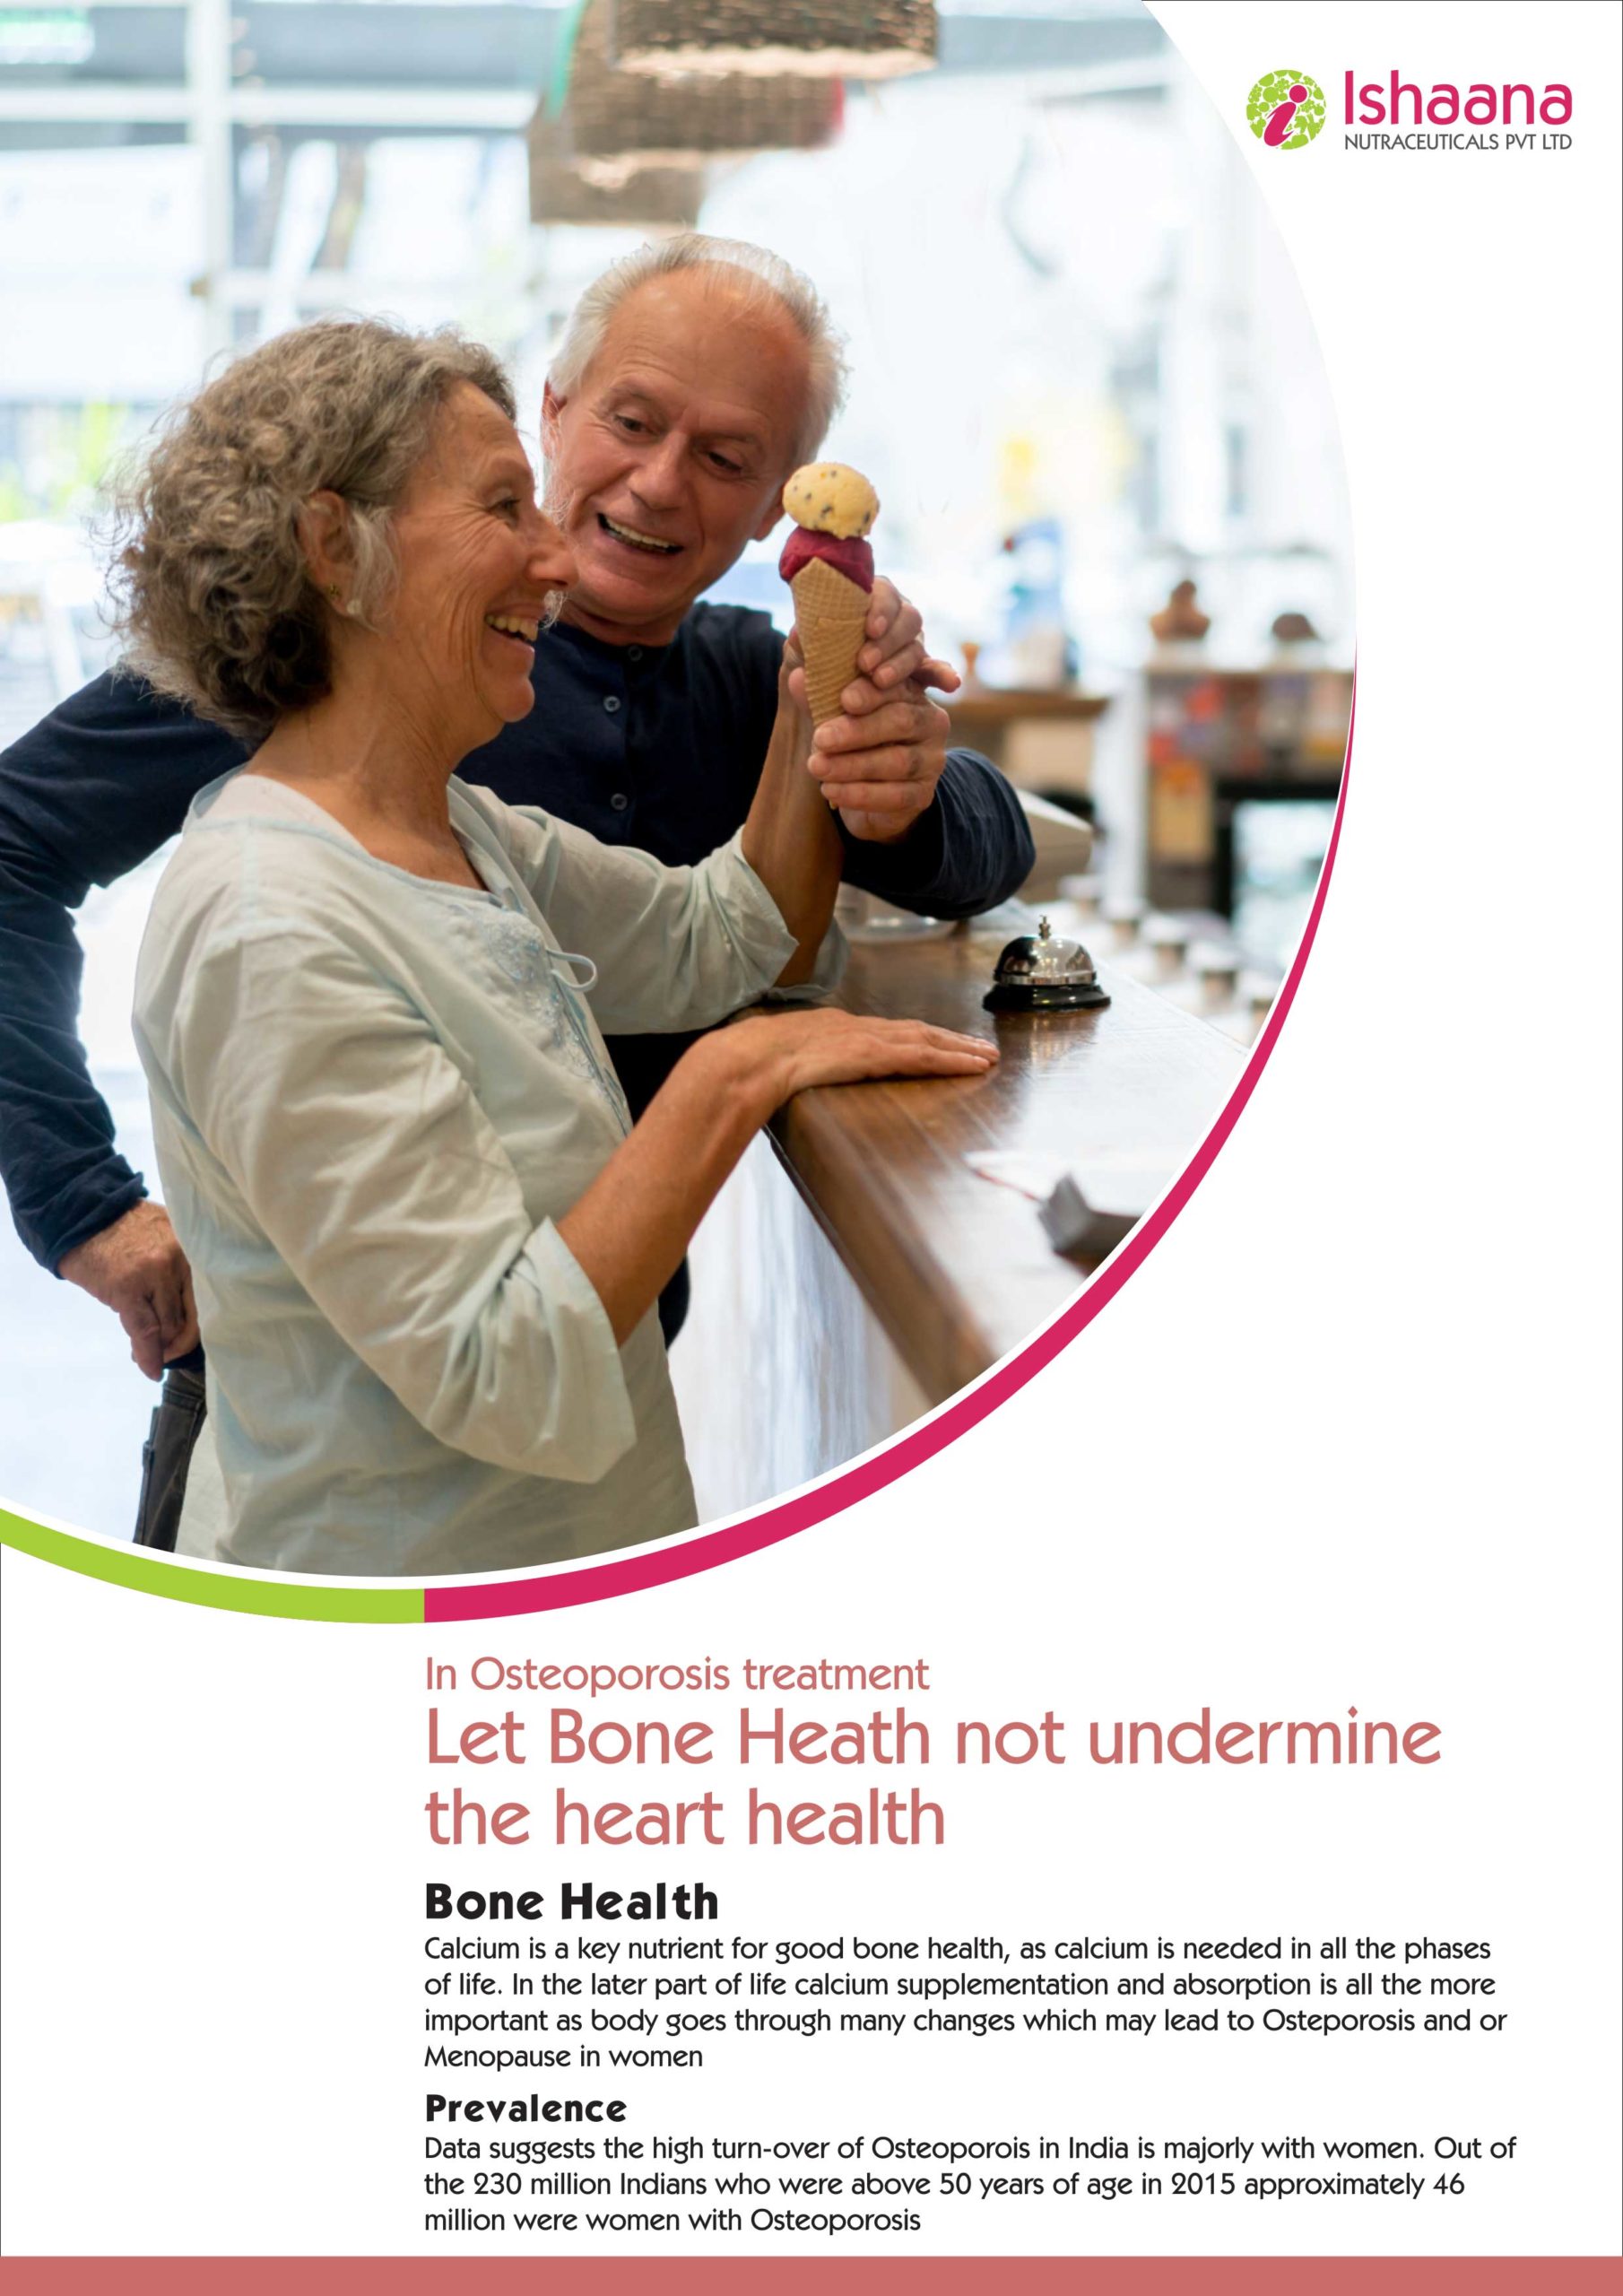 Ishaana
NUTRACEUTICALS PVT LTD
In Osteoporosis treatment
Let Bone Heath not undermine
the heart health
Bone Health
Calcium is a key nutrient for good bone health, as calcium is needed in all the phases
of life. In the later part of life calcium supplementation and absorption is all the more
important as body goes through many changes which may lead to Osteporosis and or
Menopause in women
Prevalence
Data suggests the high turn-over of Osteoporois in India is majorly with women. Out of
the 230 million Indians who were above 50 years of age in 2015 approximately 46
million were women with Osteoporosis